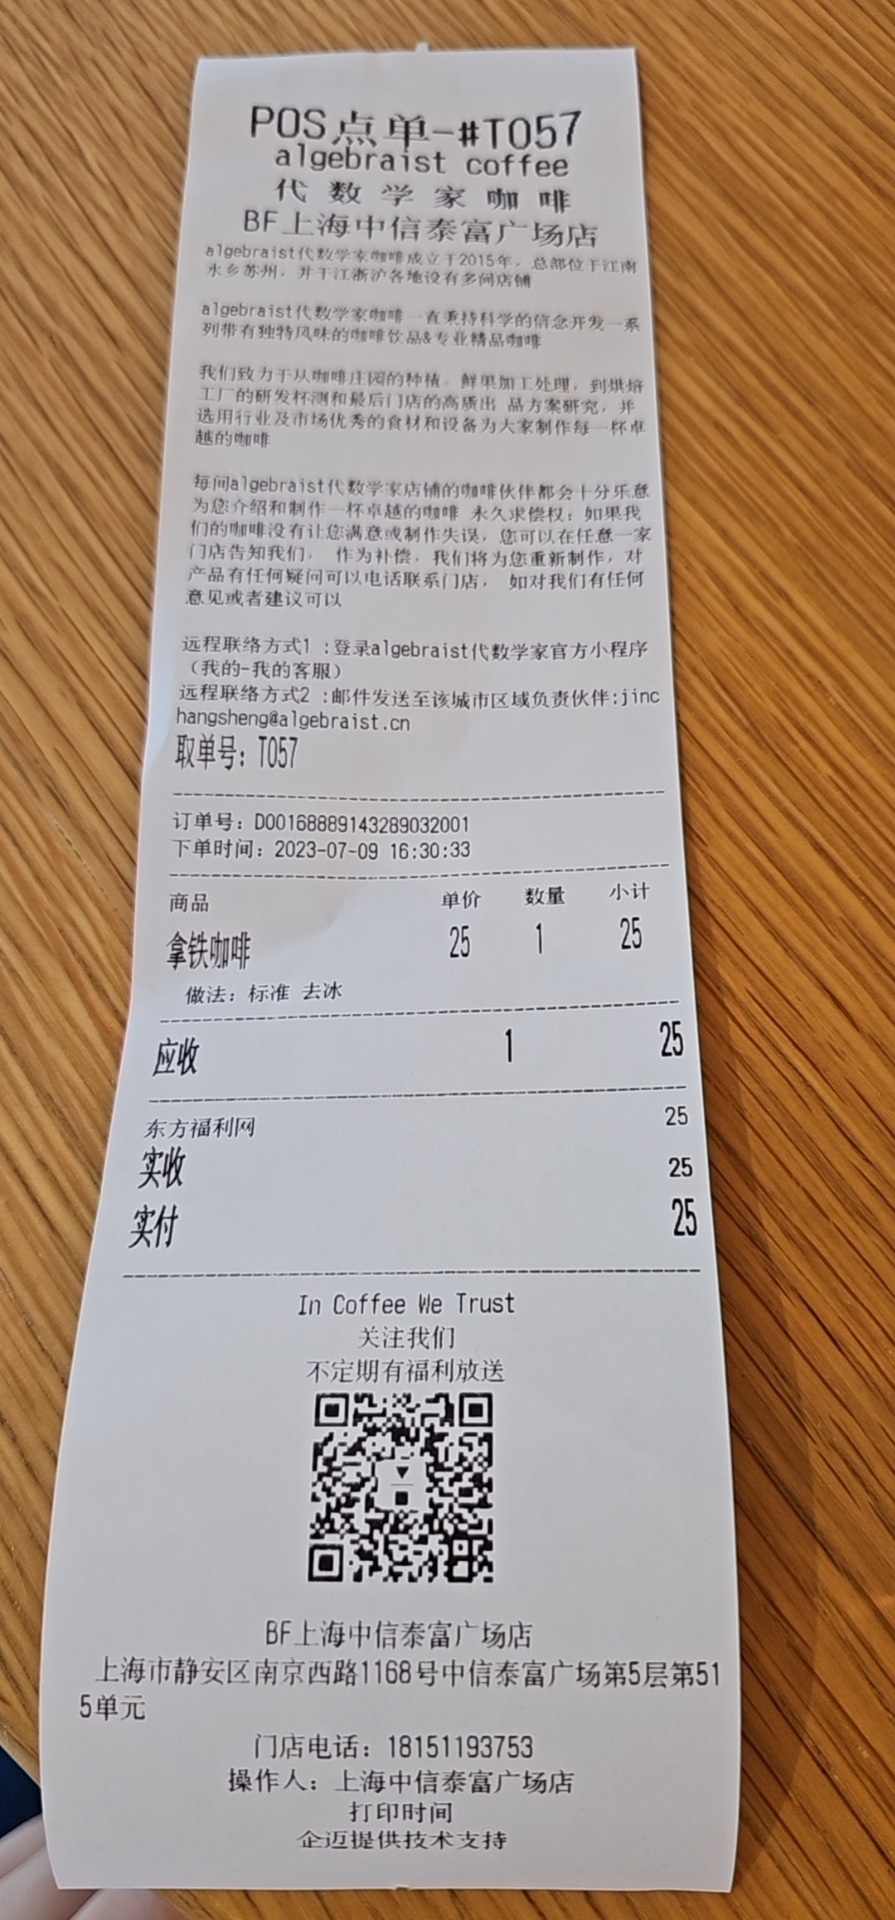 POS点单-#T057
algebraist coffee
代数学家咖啡
BF上海中信泰富广场店
algebraist代数学家咖啡成立于2015年，总部位于江南
水乡苏州，并于江浙沪各地设有多间店铺
algebraist代数学家咖啡一直秉持科学的信念开发一系
列带有独特风味的咖啡饮品&专业精品咖啡
我们致力于从咖啡庄园的种植、鲜果加工处理，到烘焙
工厂的研发杯测和最后门店的高质出 品方案研究，并
选用行业及市场优秀的食材和设备为大家制作每一杯卓
越的咖啡
每间algebraist代数学家店铺的咖啡伙伴都会十分乐意
为您介绍和制作一杯卓越的咖啡 永久求偿权：如果我
们的咖啡没有让您满意或制作失误，您可以在任意一家
门店告知我们， 作为补偿，我们将为您重新制作，对
产品有任何疑问可以电话联系门店， 如对我们有任何
意见或者建议可以
远程联络方式1 :登录algebraist代数学家官方小程序
（我的-我的客服）
远程联络方式2 :邮件发送至该城市区域负责伙伴:jinc
hangsheng@algebraist.cn
取单号：T057
订单号：D00168889143289032001
下单时间：2023-07-09 16:30:33
商品 单价 数量 小计
拿铁咖啡 25 1 25
做法：标准 去冰
应收 1 25
东方福利网 25
实收 25
实付 25
In Coffee We Trust
关注我们
不定期有福利放送
BF上海中信泰富广场店
上海市静安区南京西路1168号中信泰富广场第5层第51
5单元
门店电话：18151193753
操作人：上海中信泰富广场店
打印时间
企迈提供技术支持